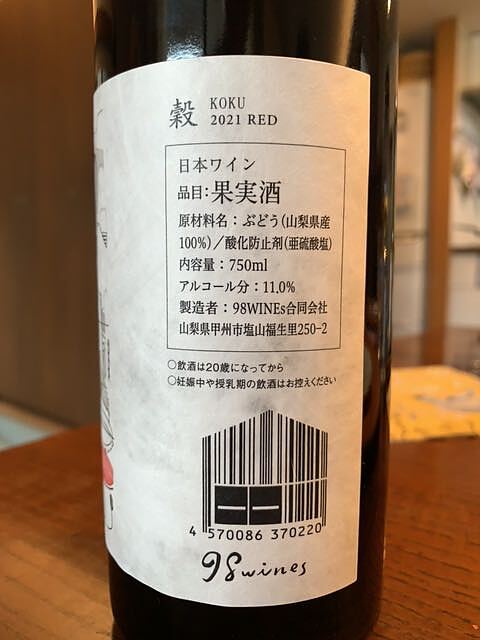 穀 KOKU
2021 RED
日本ワイン
品目:果実酒
原材料名:ぶどう(山梨県産
100%)/酸化防止剤(亜硫酸塩)
内容量:750ml
アルコール分:11.0%
製造者:98WINEs合同会社
山梨県甲州市塩山福生里250-2
○飲酒は20歳になってから
○妊娠中や授乳期の飲酒はお控えください
4 570086 370220
98wines